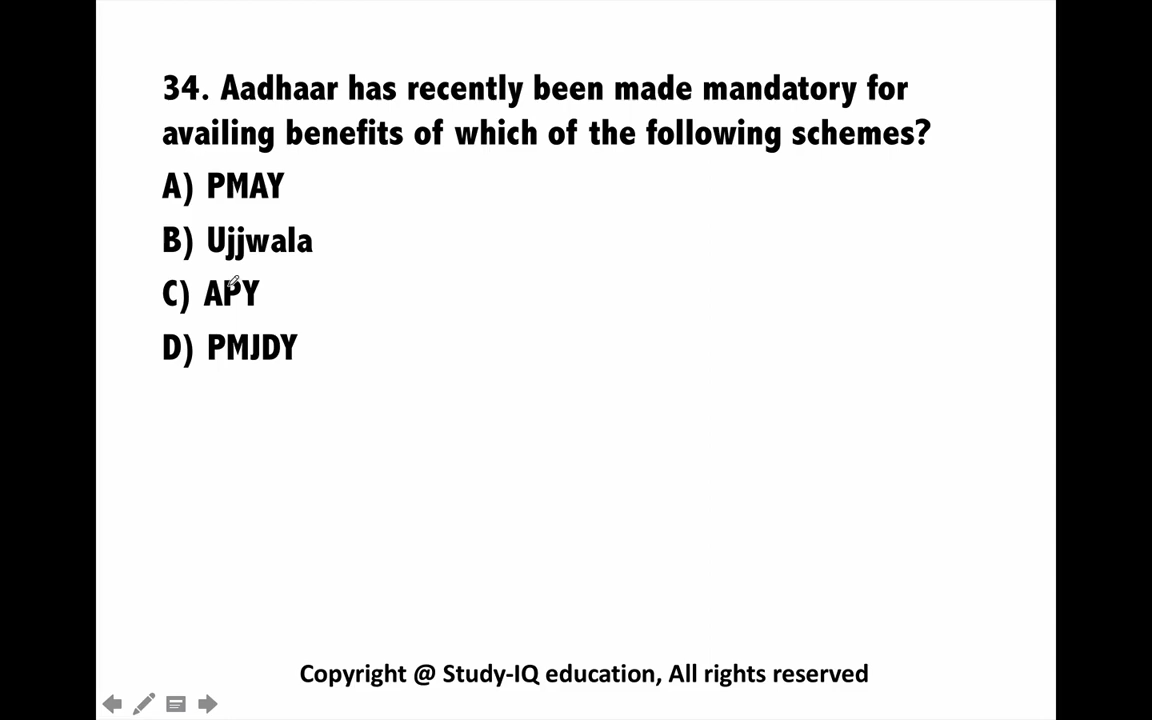 34. Aadhaar has recently been made mandatory for
availing benefits of which of the following schemes?
A) PMAY
B) Ujjwala
C) APY
D) PMJDY
Copyright @ Study-IQ education, All rights reserved